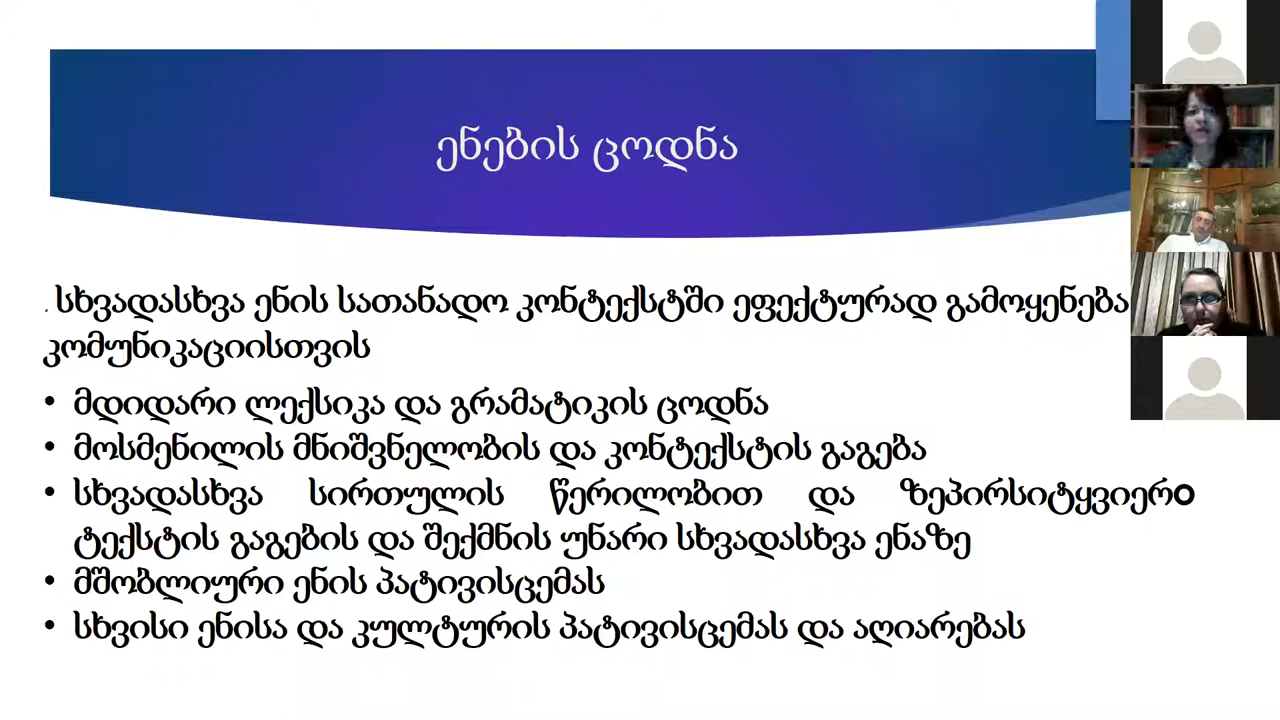 ენების ცოდნა
. სხვადასხვა ენის სათანადო კონტექსტში ეფექტურად გამოყენება
კომუნიკაციისთვის
• მდიდარი ლექსიკა და გრამატიკის ცოდნა
• მოსმენილის მნიშვნელობის და კონტექსტის გაგება
• სხვადასხვა სირთულის წერილობით და ზეპირსიტყვიერo
ტექსტის გაგების და შექმნის უნარი სხვადასხვა ენაზე
• მშობლიური ენის პატივისცემას
• სხვისი ენისა და კულტურის პატივისცემას და აღიარებას